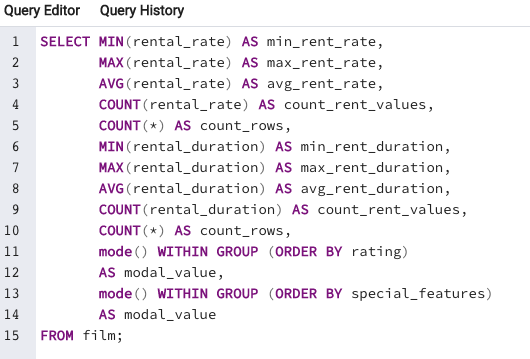 Query Editor Query History
1 SELECT MIN(rental_rate) AS min_rent_rate,
2 MAX(rental_rate) AS max_rent_rate,
3 AVG(rental_rate) AS avg_rent_rate,
4 COUNT(rental_rate) AS count_rent_values,
5 COUNT(*) AS count_rows,
6 MIN(rental_duration) AS min_rent_duration,
7 MAX(rental_duration) AS max_rent_duration,
8 AVG(rental_duration) AS avg_rent_duration,
9 COUNT(rental_duration) AS count_rent_values,
10 COUNT(*) AS count_rows,
11 mode() WITHIN GROUP (ORDER BY rating)
12 AS modal_value,
13 mode() WITHIN GROUP (ORDER BY special_features)
14 AS modal_value
15 FROM film;